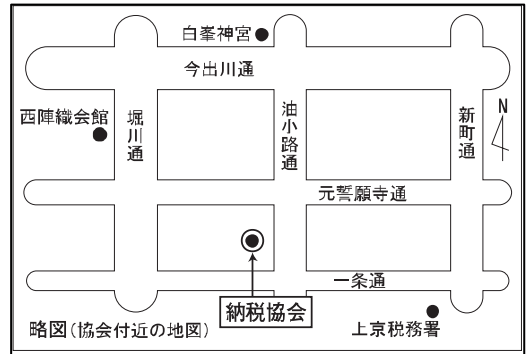 白峯神宮
今出川通
西陣織会館
堀川通
油小路通
新町通
N
元誓願寺通
一条通
納税協会
上京税務署
略図(協会付近の地図)